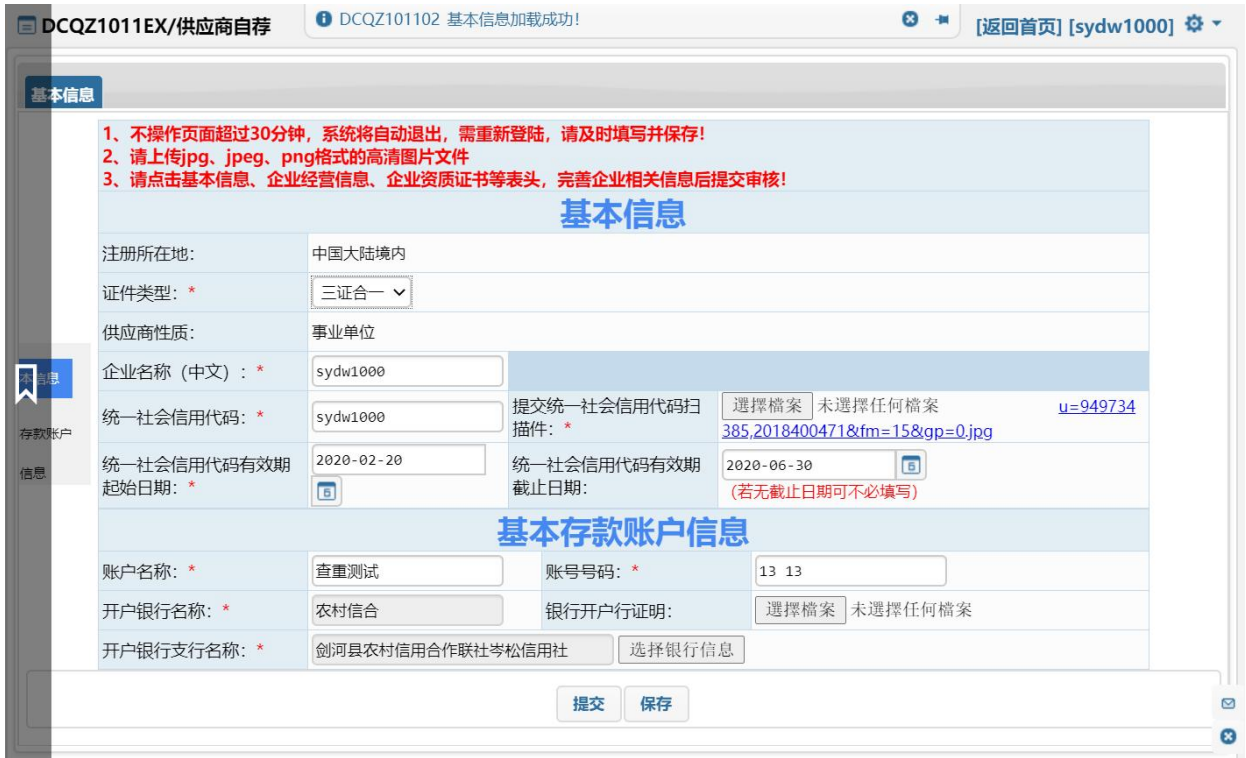 DCQZ1011EX/供应商自荐
DCQZ101102 基本信息加载成功！
[返回首页] [sydw1000]
基本信息
1、不操作页面超过30分钟，系统将自动退出，需重新登陆，请及时填写并保存！
2、请上传jpg、jpeg、png格式的高清图片文件
3、请点击基本信息、企业经营信息、企业资质证书等表头，完善企业相关信息后提交审核！
基本信息
注册所在地： 中国大陆境内
证件类型：* 三证合一
供应商性质： 事业单位
本信息
企业名称（中文）：* sydw1000
统一社会信用代码：* sydw1000 提交统一社会信用代码扫 選擇檔案 未選擇任何檔案 u=949734
描件：* 385,2018400471&fm=15&gp=0.jpg
存款账户
信息
统一社会信用代码有效期 2020-02-20 统一社会信用代码有效期 2020-06-30
起始日期：* 截止日期： （若无截止日期可不必填写）
基本存款账户信息
账户名称：* 查重测试 账号号码：* 13 13
开户银行名称：* 农村信合 银行开户行证明： 選擇檔案 未選擇任何檔案
开户银行支行名称：* 剑河县农村信用合作联社岑松信用社 选择银行信息
提交 保存